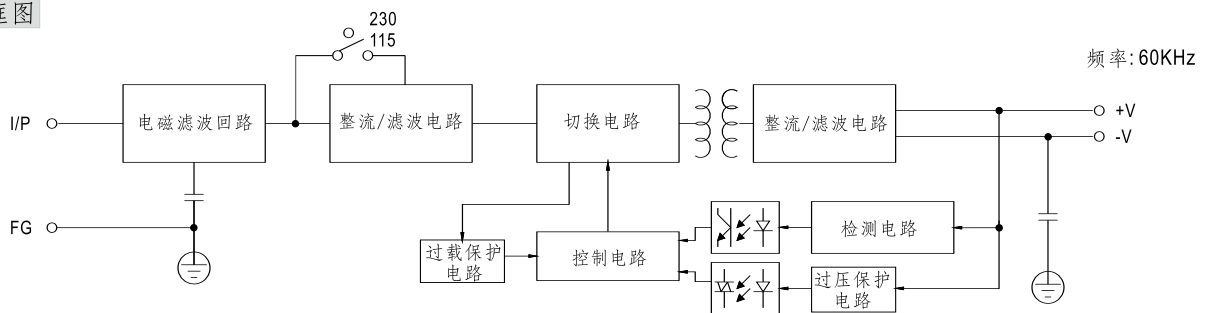 框图
230
115
频率: 60KHz
I/P
电磁滤波回路
整流/滤波电路
切换电路
整流/滤波电路
+V
-V
FG
过载保护
电路
控制电路
检测电路
过压保护
电路